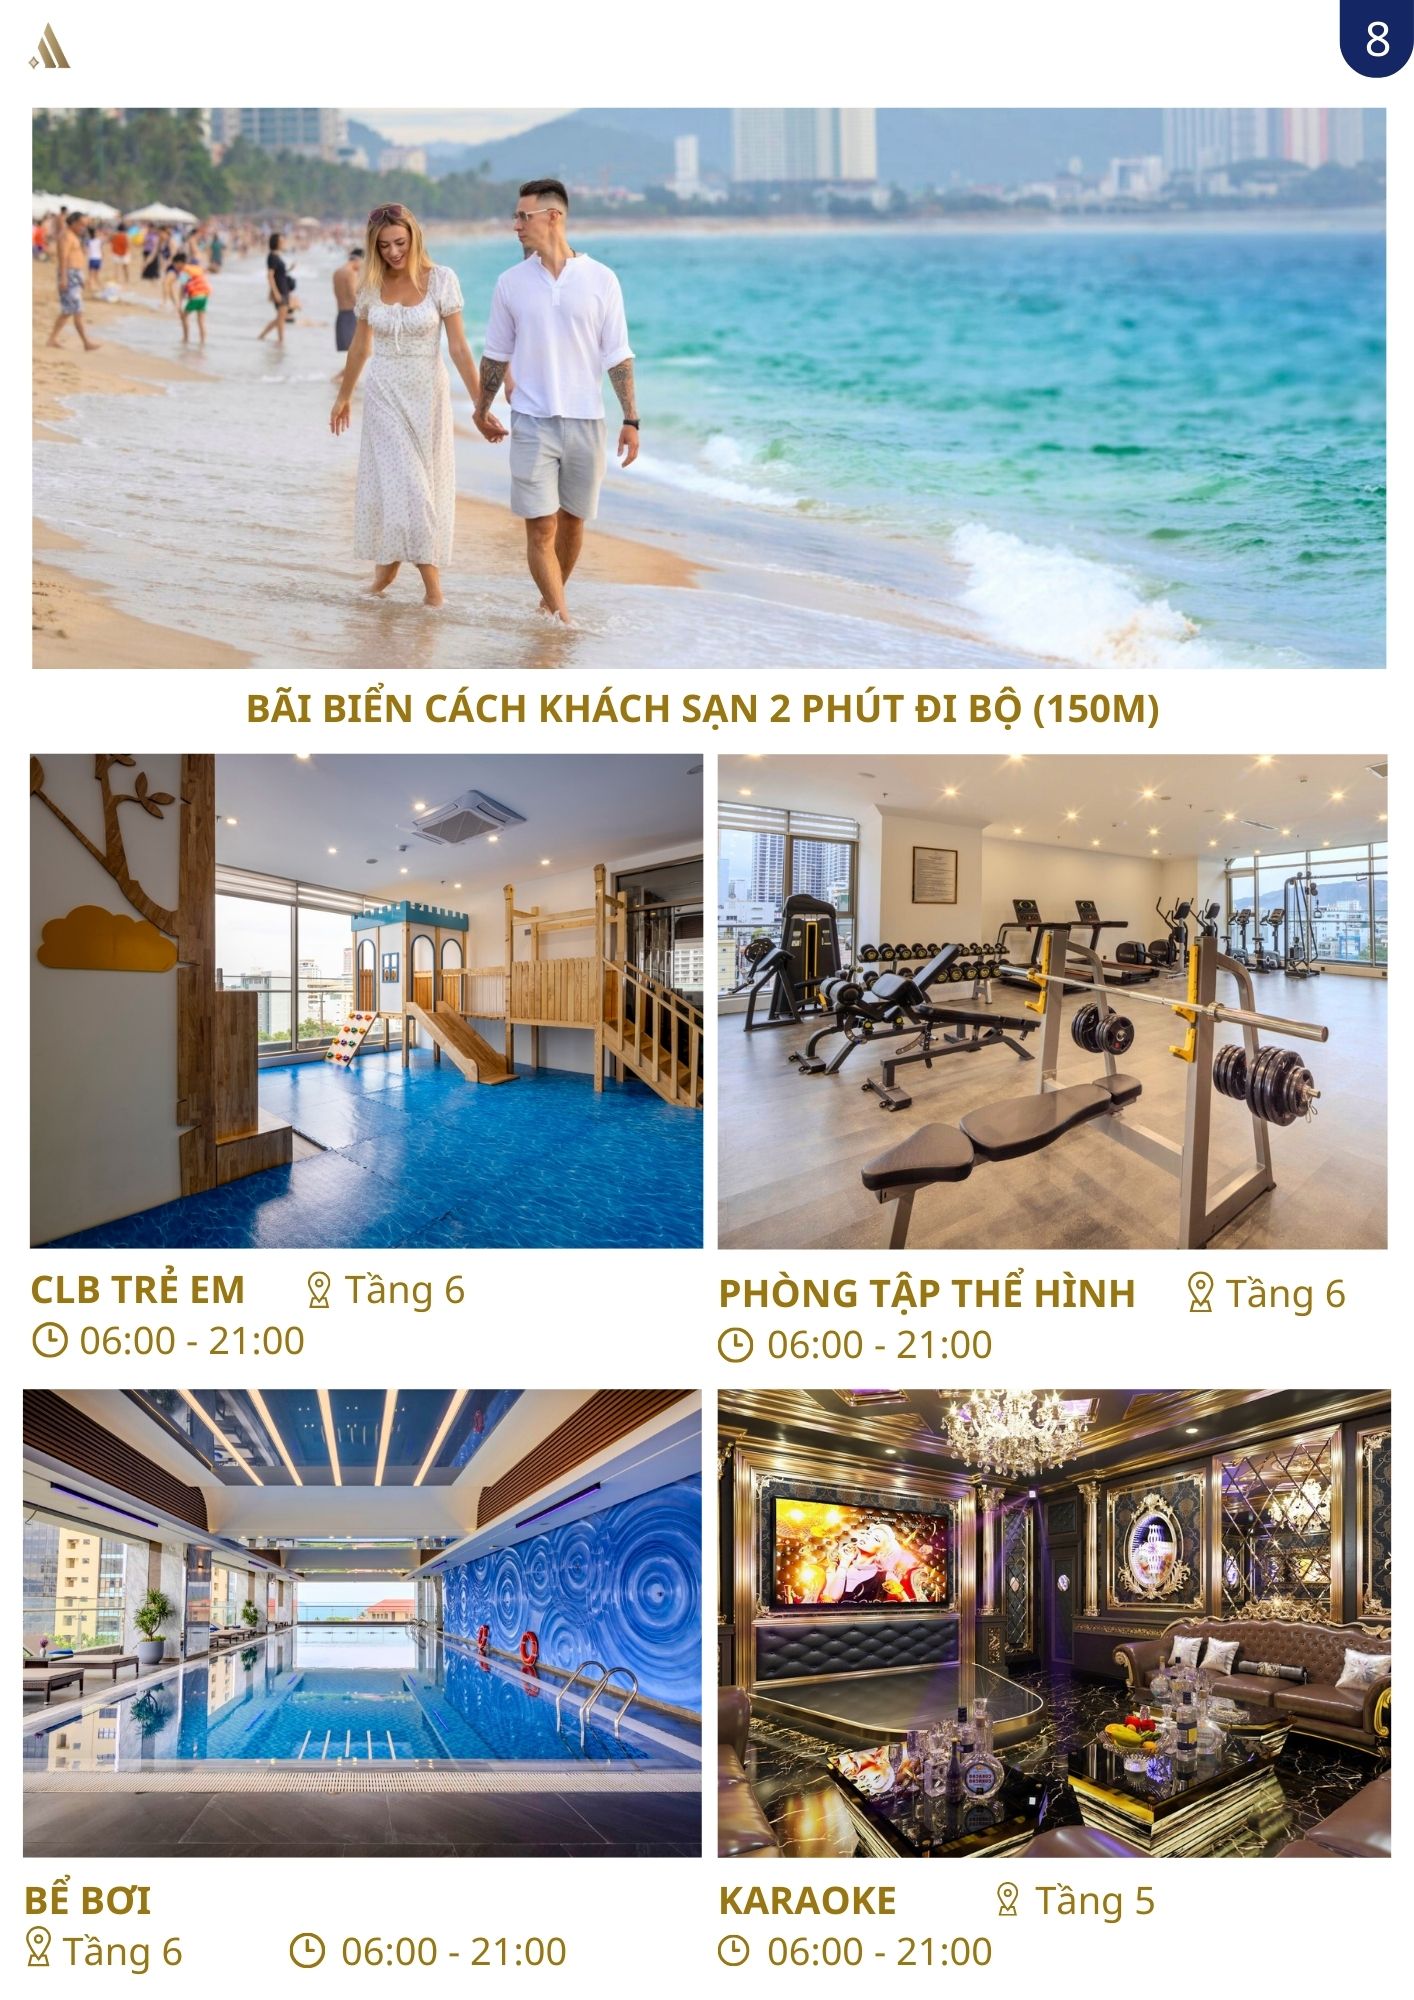 8
BÃI BIỂN CÁCH KHÁCH SẠN 2 PHÚT ĐI BỘ (150M)
CLB TRẺ EM Tầng 6
06:00 - 21:00
PHÒNG TẬP THỂ HÌNH Tầng 6
06:00 - 21:00
BỂ BƠI
Tầng 6 06:00 - 21:00
KARAOKE Tầng 5
06:00 - 21:00